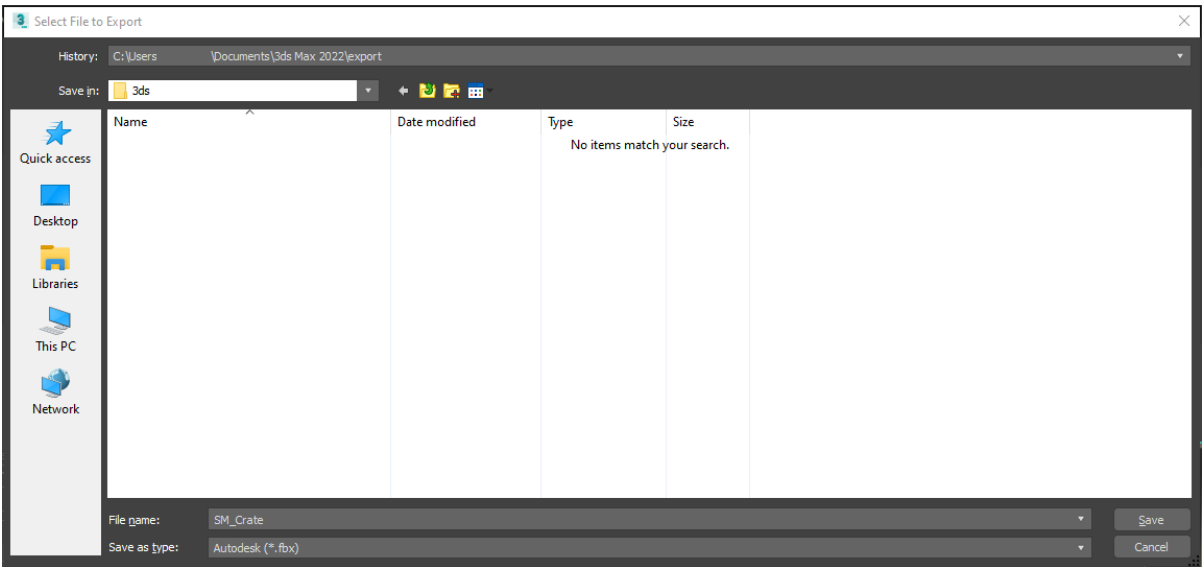 Select File to Export
History: C:\Users \Documents\3ds Max 2022\export
Save in: 3ds
Name Date modified Type Size
No items match your search.
Quick access
Desktop
Libraries
This PC
Network
File name: SM_Crate Save
Save as type: Autodesk (*.fbx) Cancel